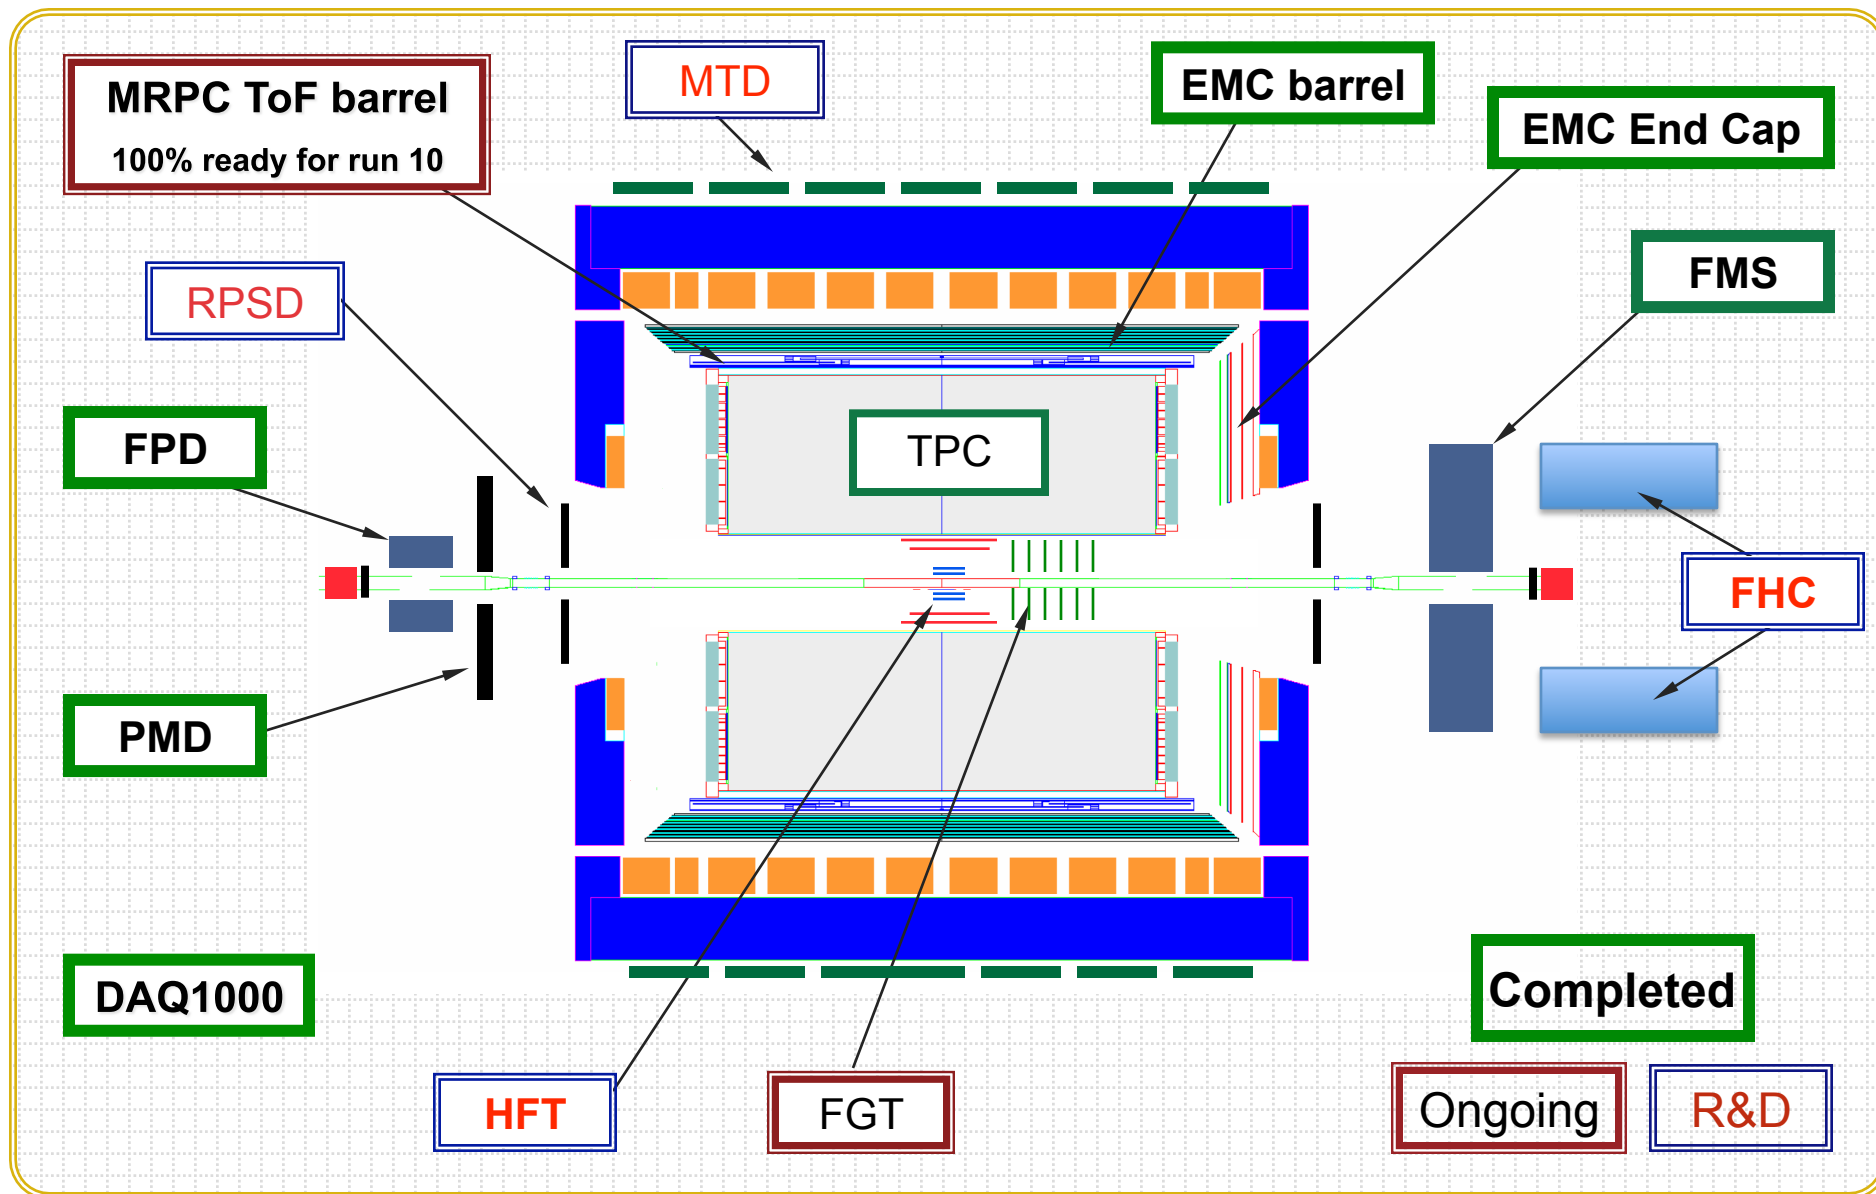 MRPC ToF barrel
100% ready for run 10
MTD
EMC barrel
EMC End Cap
RPSD
FMS
FPD
TPC
FHC
PMD
DAQ1000
Completed
HFT
FGT
Ongoing
R&D